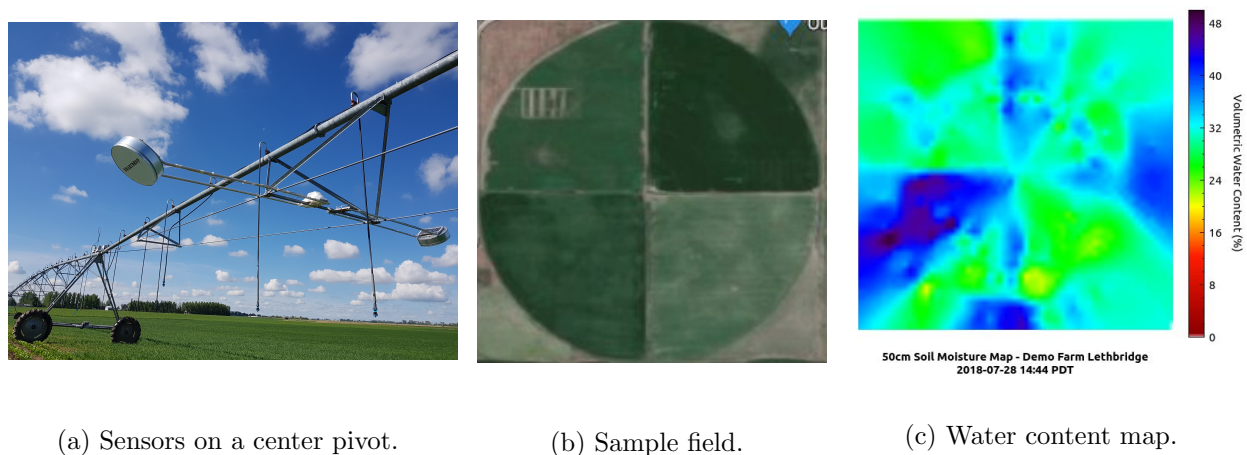 48
40
32
24
16
8
0
Volumetric Water Content (%)
50cm Soil Moisture Map - Demo Farm Lethbridge
2018-07-28 14:44 PDT
(a) Sensors on a center pivot.
(b) Sample field.
(c) Water content map.